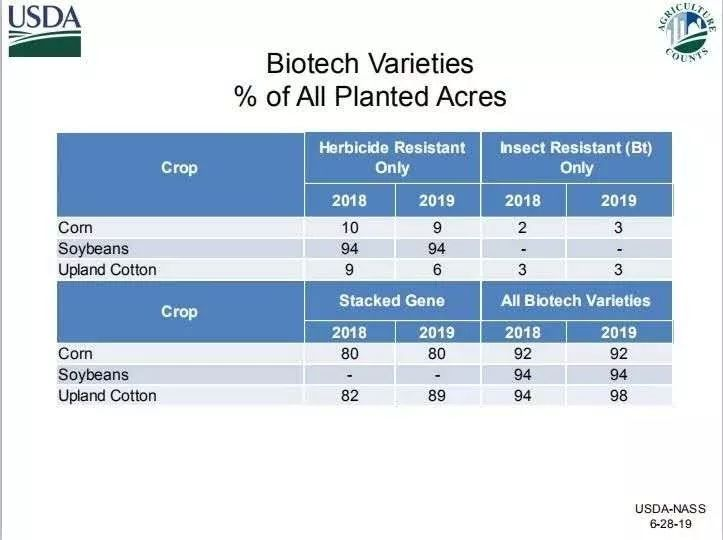 USDA
AGRICULTURE COUNTS
Biotech Varieties
% of All Planted Acres
Crop Herbicide Resistant Only Insect Resistant (Bt) Only
2018 2019 2018 2019
Corn 10 9 2 3
Soybeans 94 94 - -
Upland Cotton 9 6 3 3
Crop Stacked Gene All Biotech Varieties
2018 2019 2018 2019
Corn 80 80 92 92
Soybeans - - 94 94
Upland Cotton 82 89 94 98
USDA-NASS
6-28-19